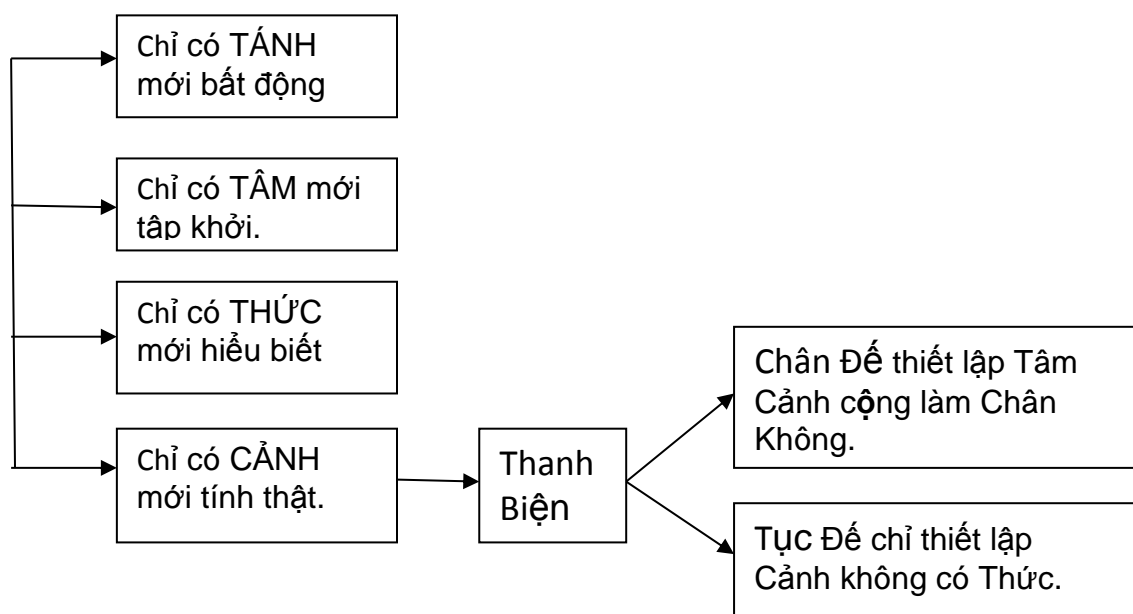 Chỉ có TÁNH
mới bất động
Chỉ có TÂM mới
tập khởi.
Chỉ có THỨC
mới hiểu biết
Chỉ có CẢNH
mới tính thật.
Thanh
Biện
Chân Đế thiết lập Tâm
Cảnh cộng làm Chân
Không.
Tục Đế chỉ thiết lập
Cảnh không có Thức.